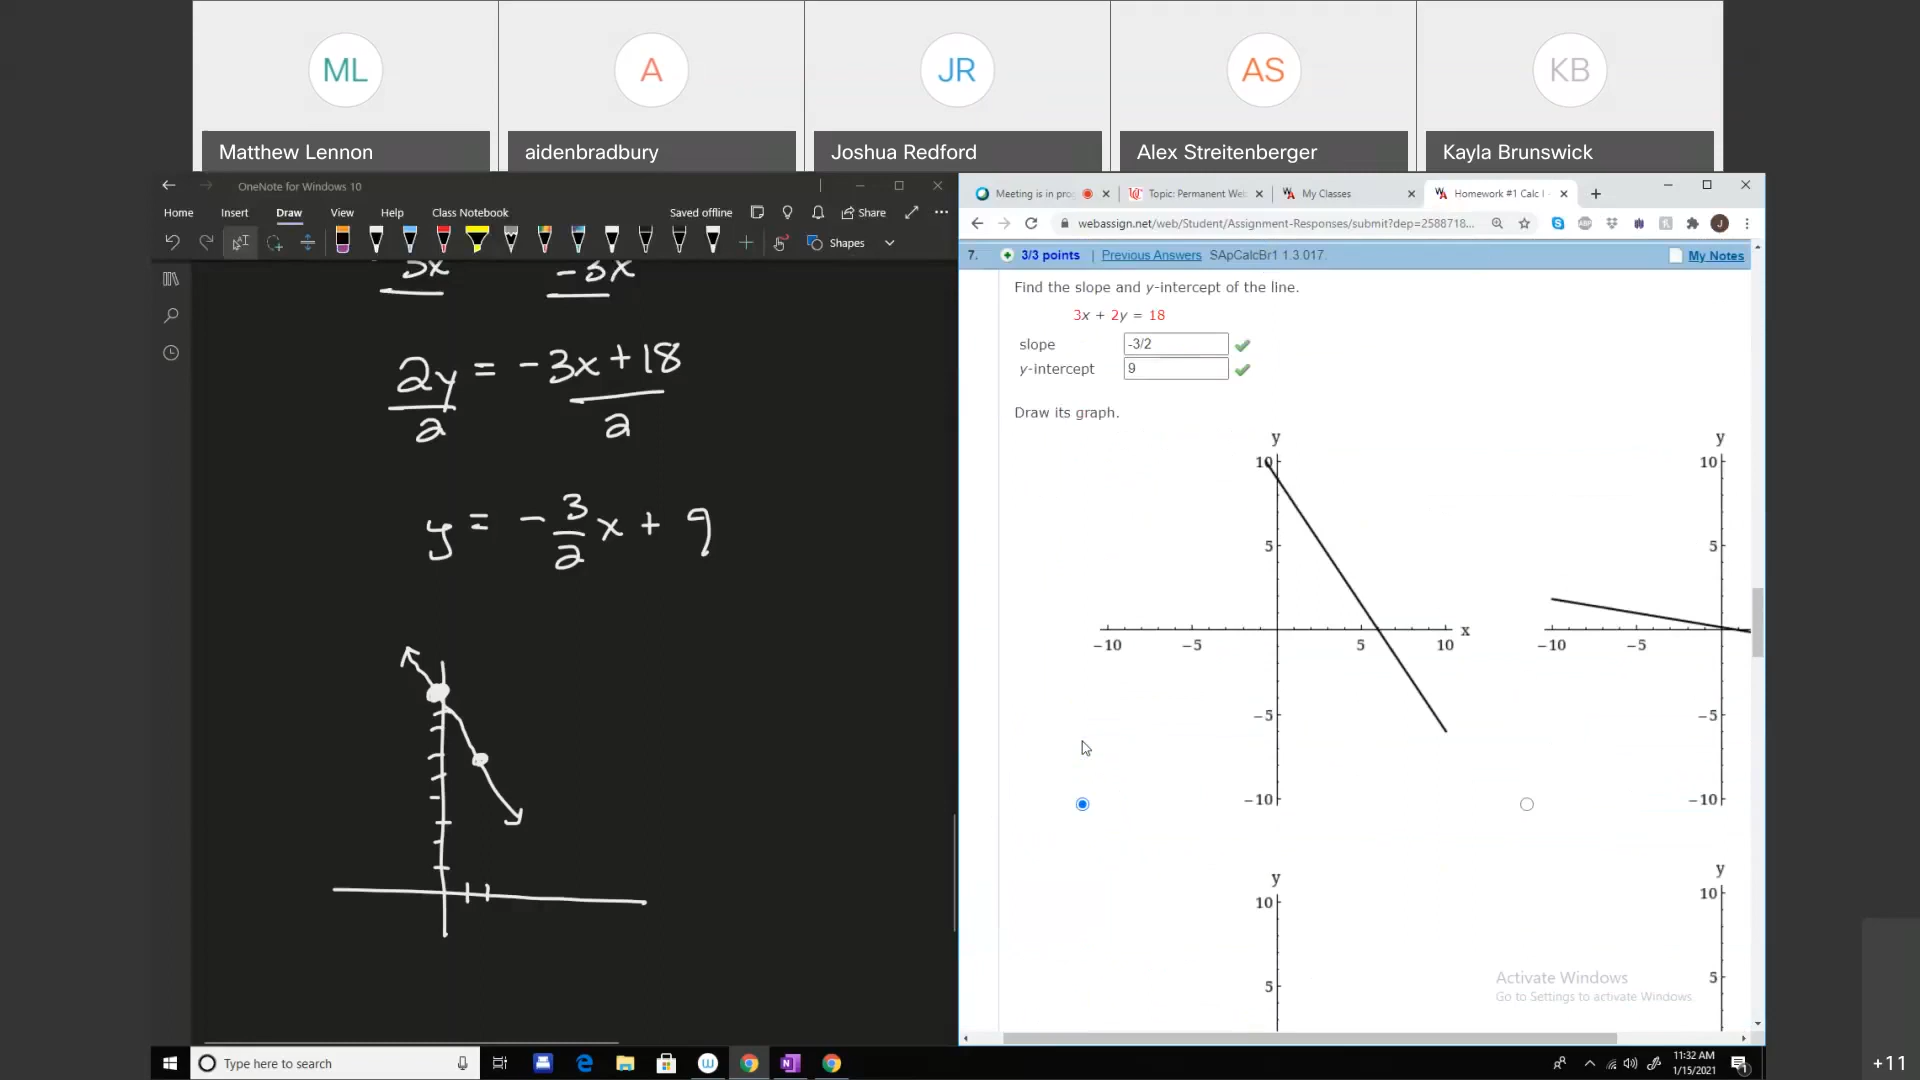 ML
A
JR
AS
KB
Matthew Lennon
aidenbradbury
Joshua Redford
Alex Streitenberger
Kayla Brunswick
OneNote for Windows 10
Home Insert Draw View Help Class Notebook Saved offline Share
Shapes
3x -3x
2y = -3x + 18
2 2
y = - 3/2 x + 9
Meeting is in pro
Topic: Permanent We
My Classes
Homework #1 Calc I -
webassign.net/web/Student/Assignment-Responses/submit?dep=2588718...
7. 3/3 points | Previous Answers SApCalcBr1 1.3.017. My Notes
Find the slope and y-intercept of the line.
3x + 2y = 18
slope -3/2
y-intercept 9
Draw its graph.
y
10
5
-10 -5 5 10 x
-5
-10
y
10
5
-10 -5
-5
-10
y
10
5
y
10
5
Activate Windows
Go to Settings to activate Windows
Type here to search
11:32 AM
1/15/2021
+11